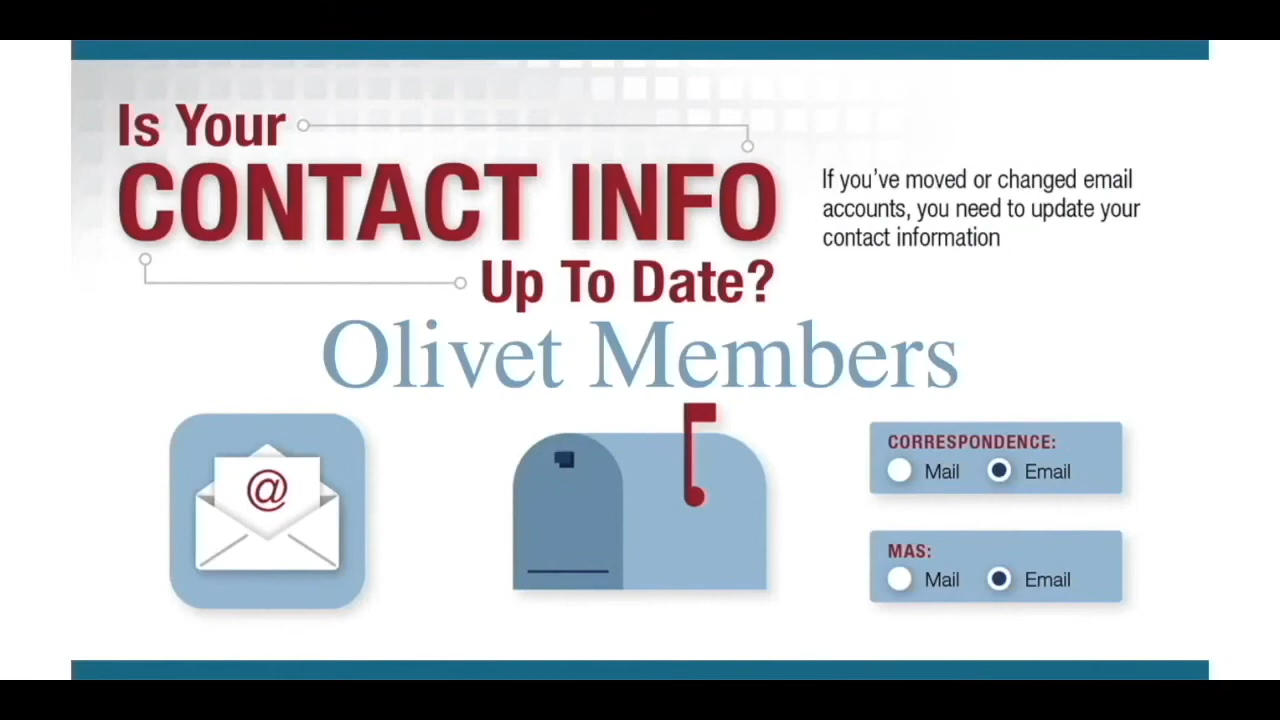 Is Your
CONTACT INFO
Up To Date?
If you've moved or changed email
accounts, you need to update your
contact information
Olivet Members
@
CORRESPONDENCE:
Mail Email
MAS:
Mail Email